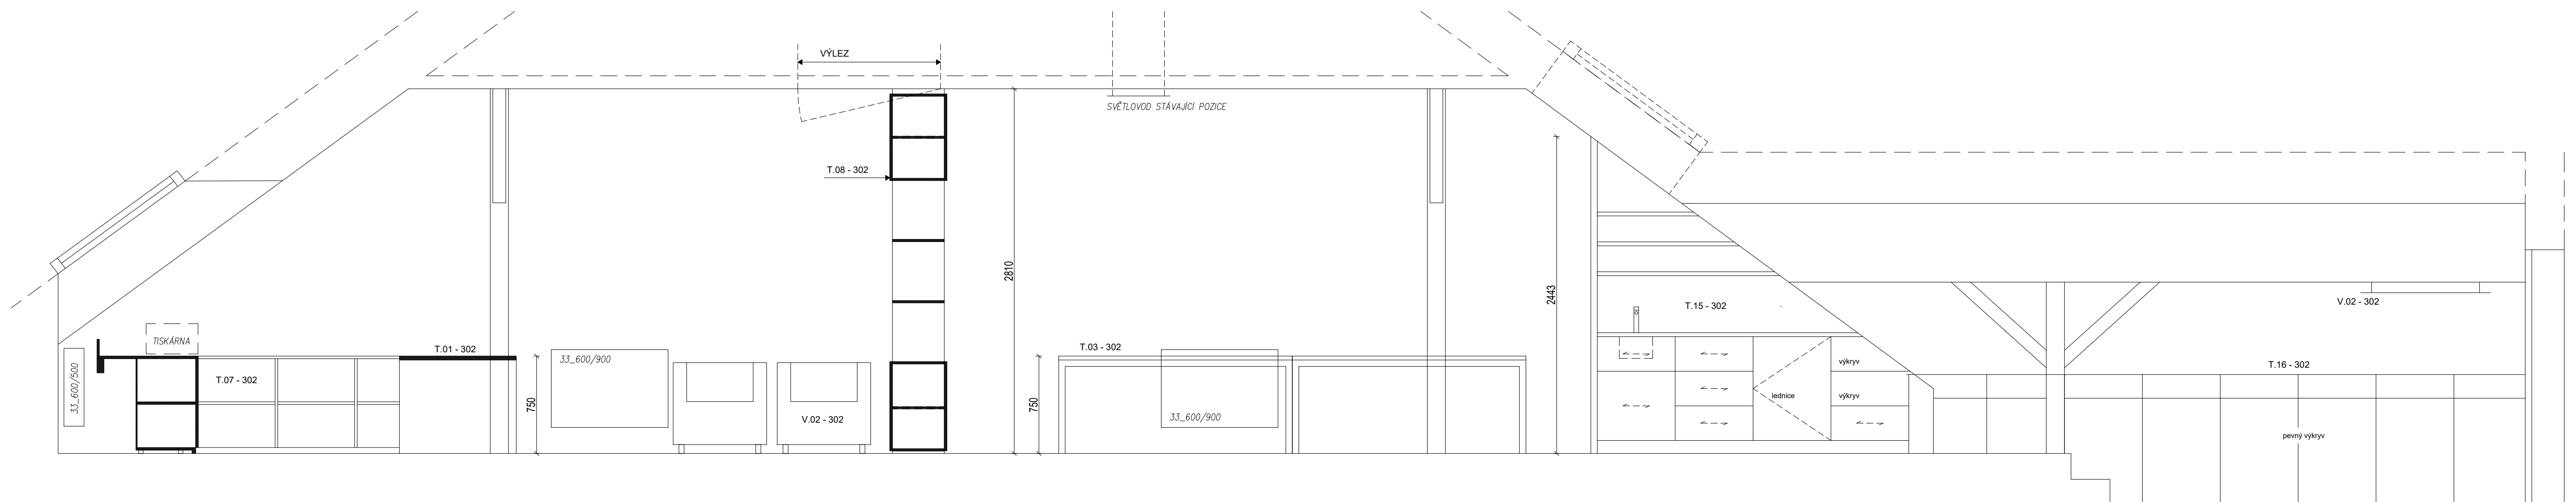 VÝLEZ
SVĚTLOVOD STÁVAJÍCÍ POZICE
T.08 - 302
2810
2443
T.15 - 302
V.02 - 302
TISKÁRNA
T.01 - 302
T.03 - 302
33_600/500
T.07 - 302
750
33_600/900
V.02 - 302
750
33_600/900
výkryv
výkryv
lednice
T.16 - 302
pevný výkryv